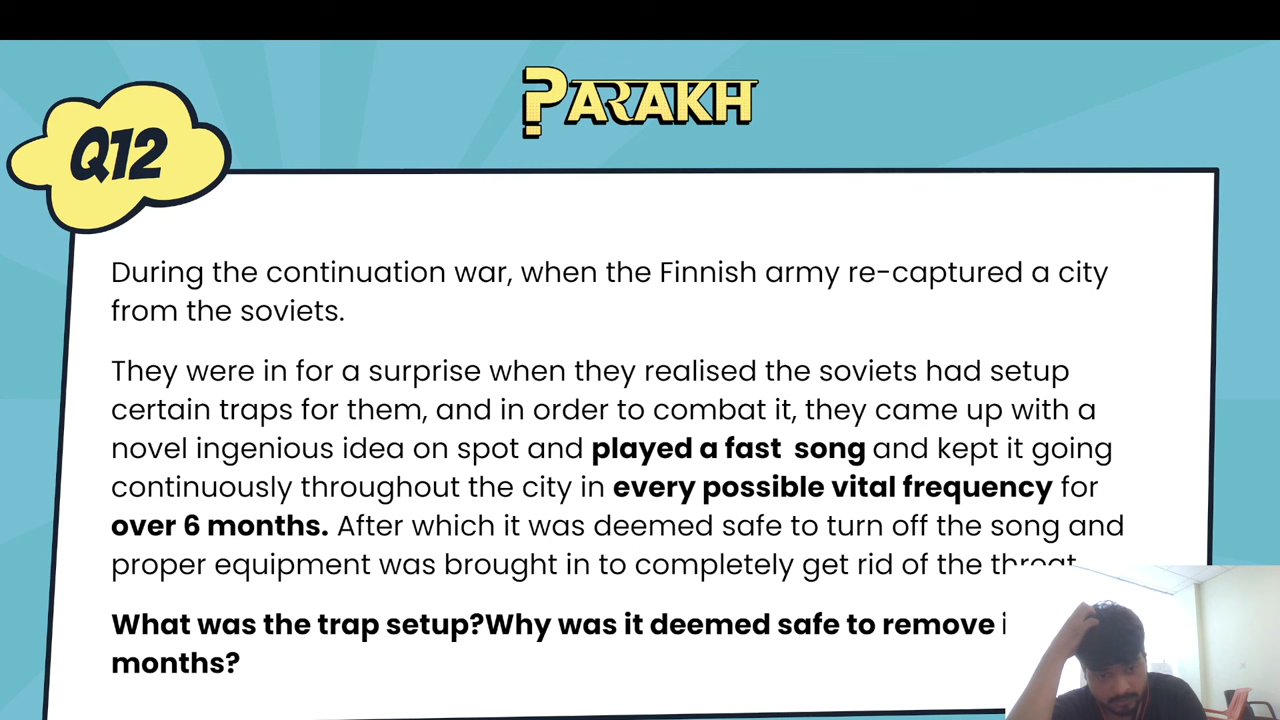 ?PARAKH
Q12
During the continuation war, when the Finnish army re-captured a city
from the soviets.
They were in for a surprise when they realised the soviets had setup
certain traps for them, and in order to combat it, they came up with a
novel ingenious idea on spot and played a fast song and kept it going
continuously throughout the city in every possible vital frequency for
over 6 months. After which it was deemed safe to turn off the song and
proper equipment was brought in to completely get rid of the threat
What was the trap setup?Why was it deemed safe to remove
months?